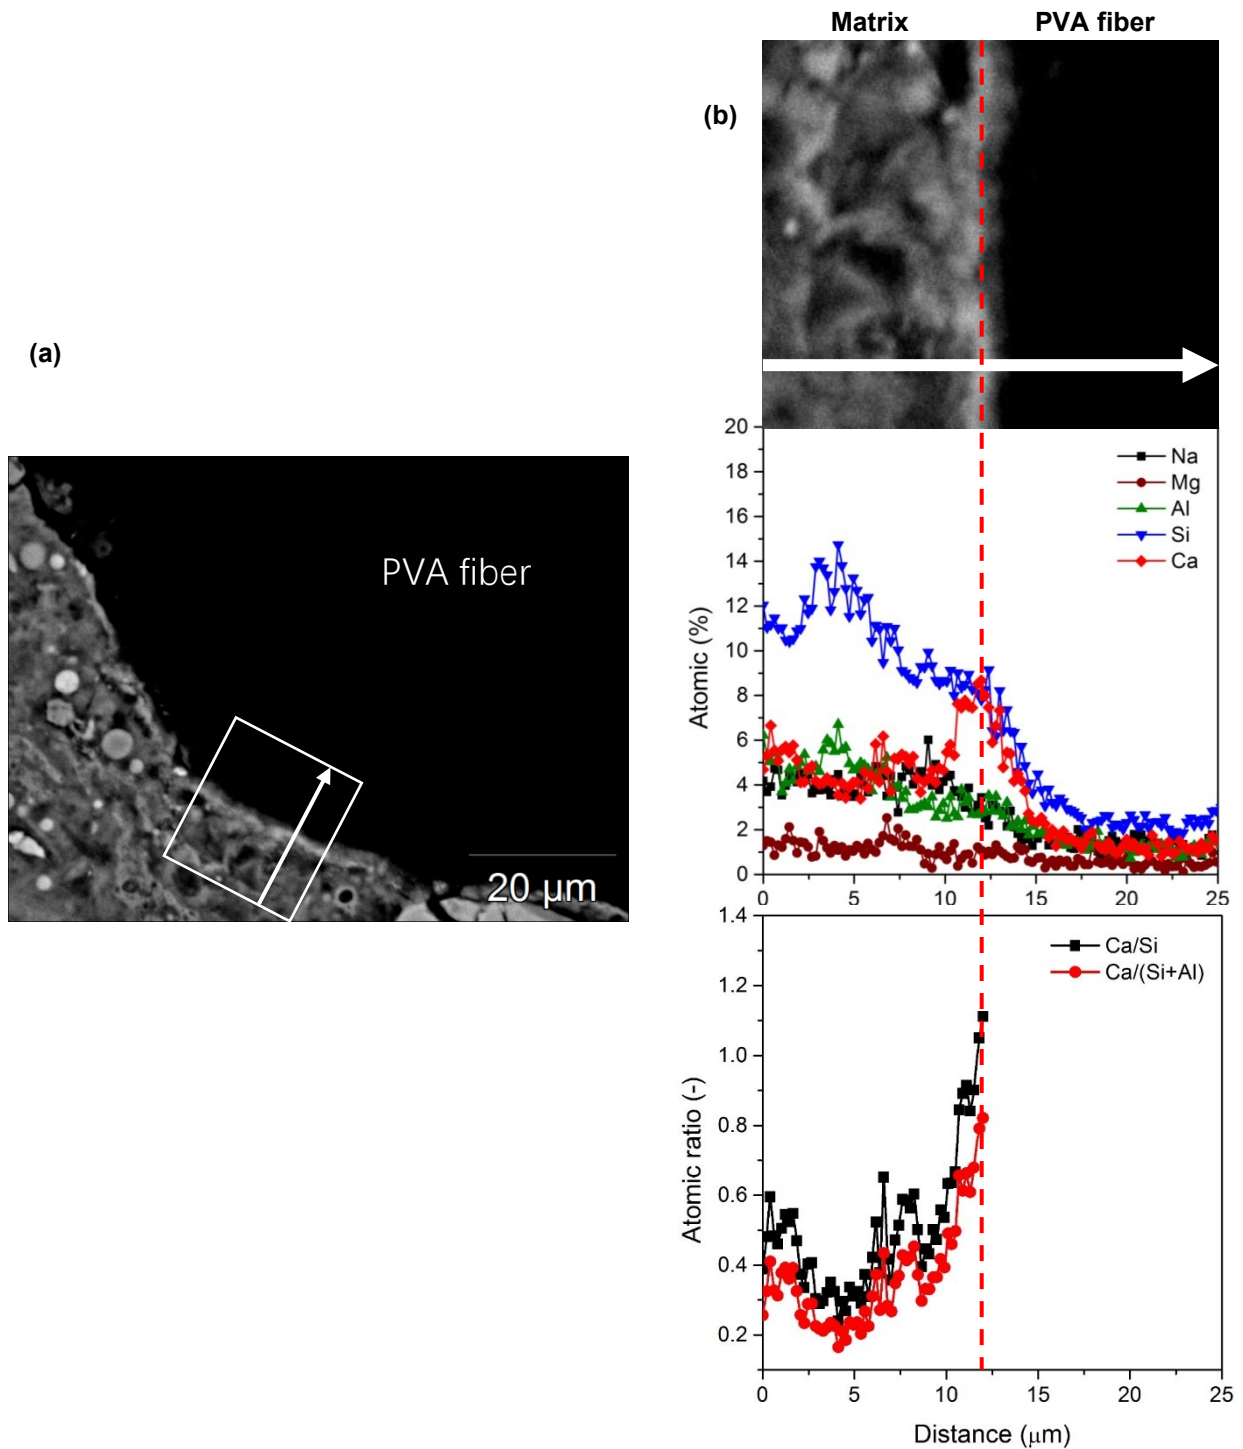 Matrix PVA fiber
(b)
(a)
PVA fiber
20 μm
20
18
16
14
12
10
8
6
4
2
0
Atomic (%)
Na
Mg
Al
Si
Ca
0 5 10 15 20 25
1.4
1.2
1.0
0.8
0.6
0.4
0.2
Atomic ratio (-)
Ca/Si
Ca/(Si+Al)
0 5 10 15 20 25
Distance (μm)